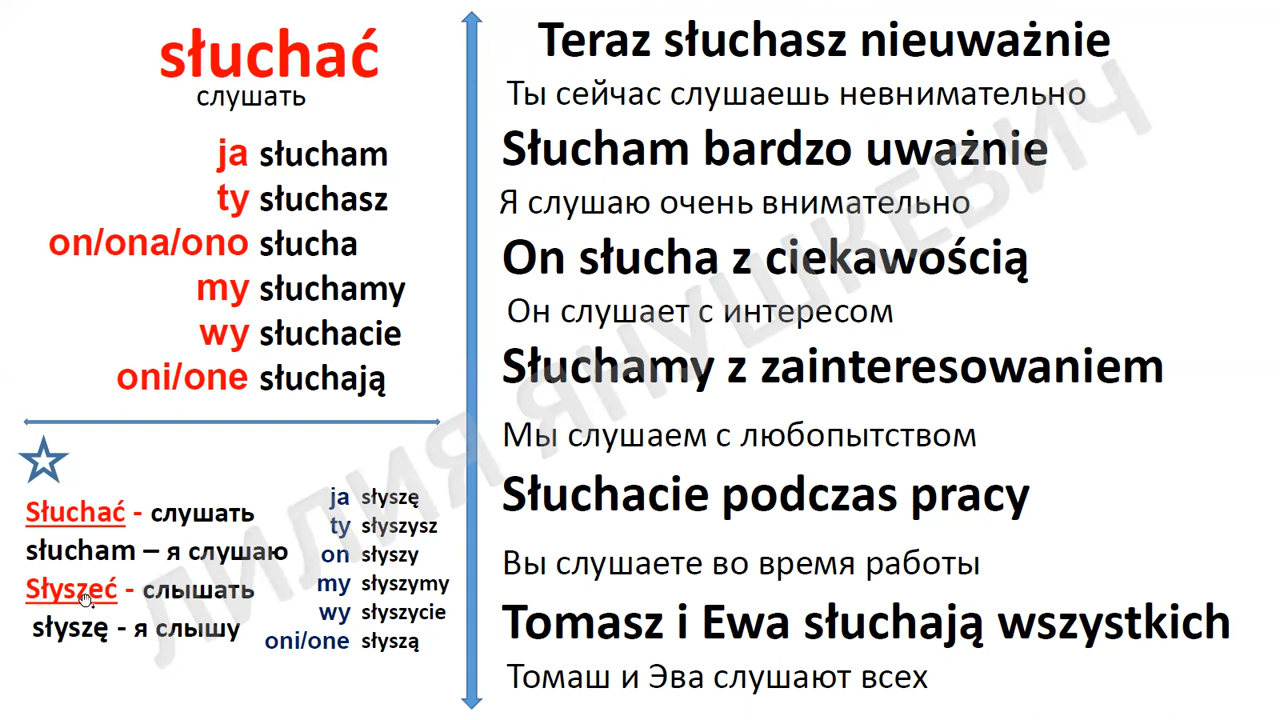 słuchać
слушать
ja słucham
ty słuchasz
on/ona/ono słucha
my słuchamy
wy słuchacie
oni/one słuchają
Słuchać - слушать
słucham – я слушаю
Słyszeć - слышать
słyszę - я слышу
ja słyszę
ty słyszysz
on słyszy
my słyszymy
wy słyszycie
oni/one słyszą
Teraz słuchasz nieuważnie
Ты сейчас слушаешь невнимательно
Słucham bardzo uważnie
Я слушаю очень внимательно
On słucha z ciekawością
Он слушает с интересом
Słuchamy z zainteresowaniem
Мы слушаем с любопытством
Słuchacie podczas pracy
Вы слушаете во время работы
Tomasz i Ewa słuchają wszystkich
Томаш и Эва слушают всех
ЛИЛИЯ ЯНУШКЕВИЧ